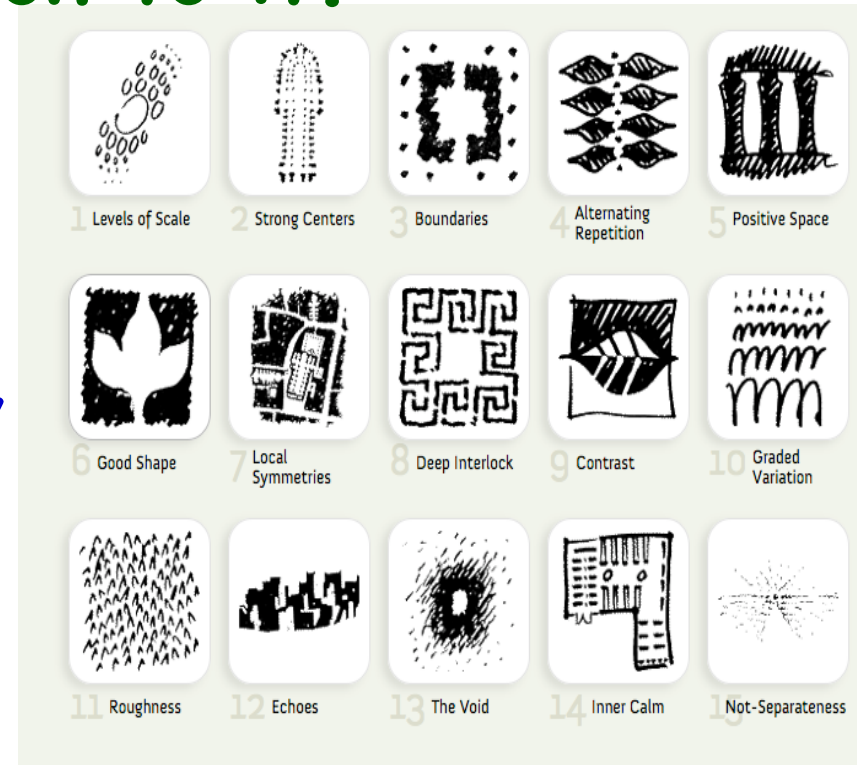 1 Levels of Scale
2 Strong Centers
3 Boundaries
4 Alternating
Repetition
5 Positive Space
6 Good Shape
7 Local
Symmetries
8 Deep Interlock
9 Contrast
10 Graded
Variation
11 Roughness
12 Echoes
13 The Void
14 Inner Calm
15 Not-Separateness